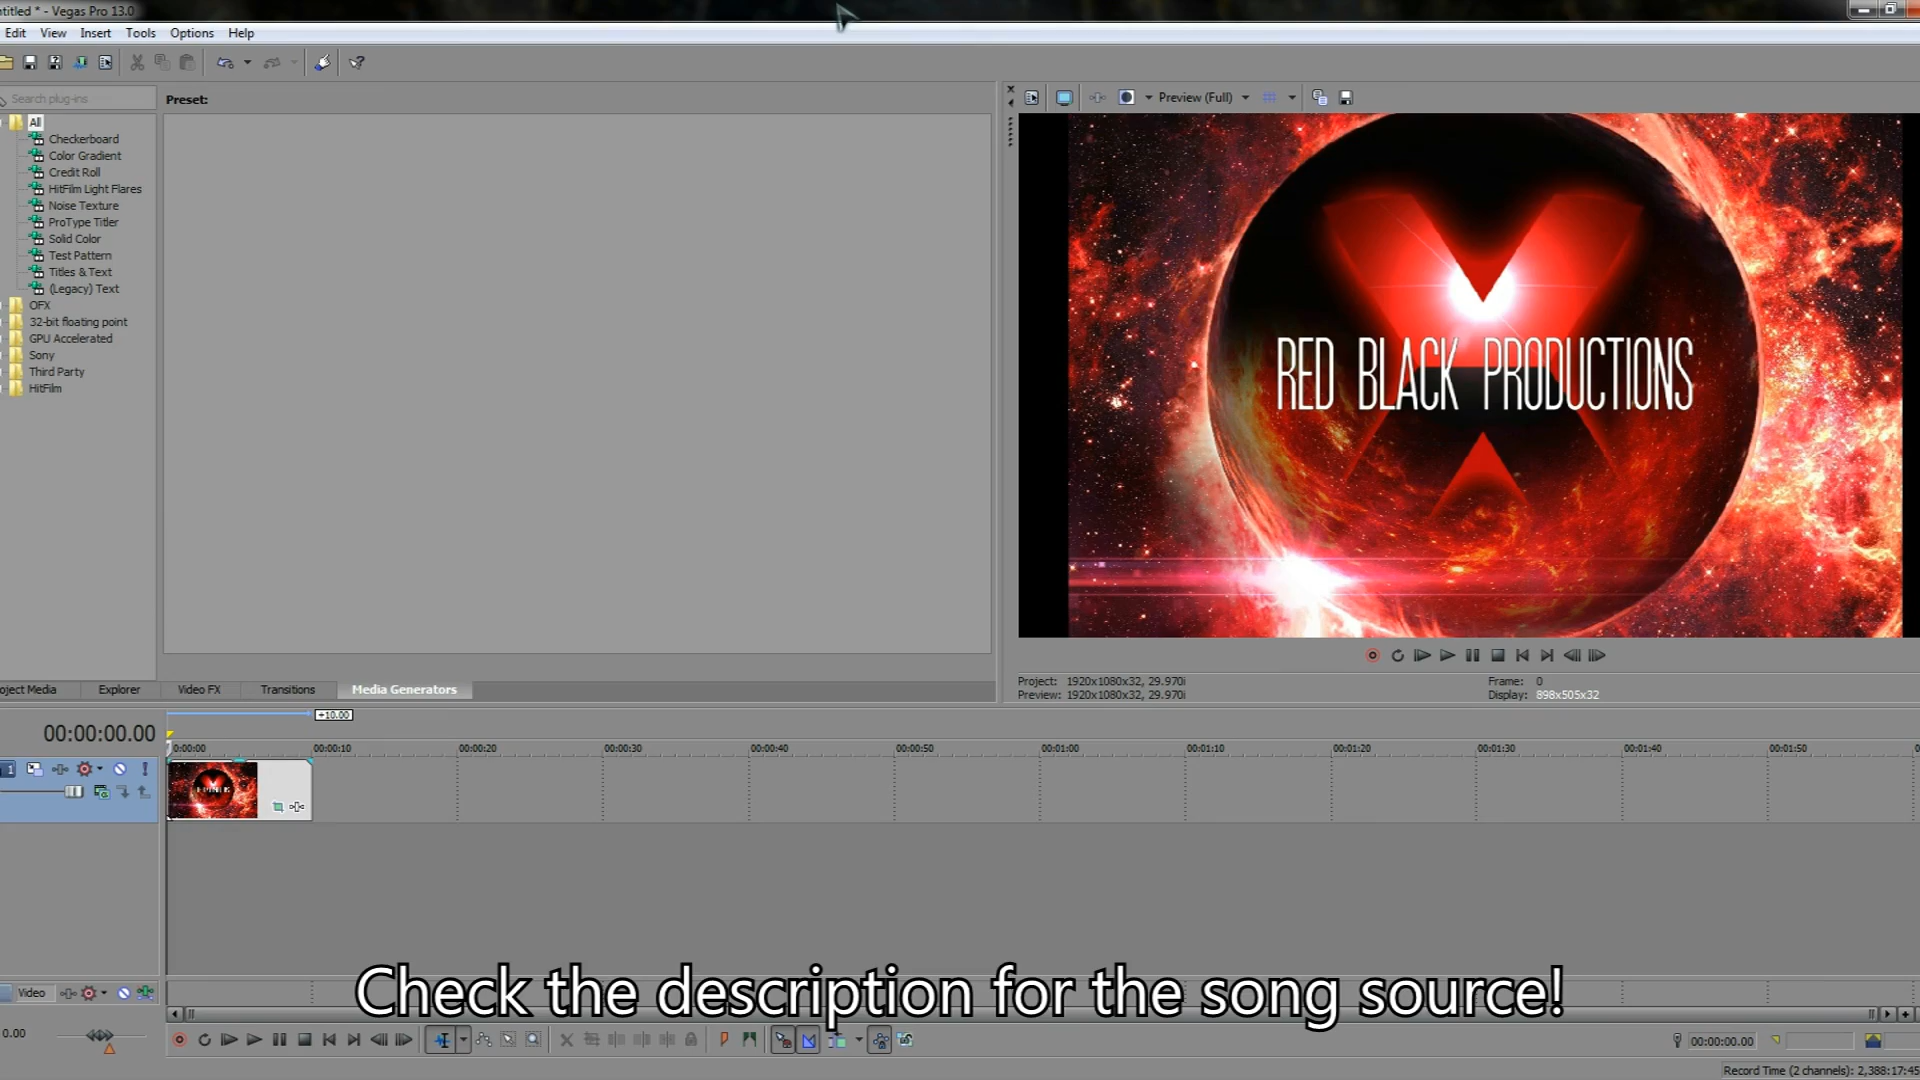 ntitled * - Vegas Pro 13.0
Edit View Insert Tools Options Help
Search plug-ins
Preset:
Preview (Full)
All
Checkerboard
Color Gradient
Credit Roll
HitFilm Light Flares
Noise Texture
ProType Titler
Solid Color
Test Pattern
Titles & Text
(Legacy) Text
OFX
32-bit floating point
GPU Accelerated
Sony
Third Party
HitFilm
RED BLACK PRODUCTIONS
Project: 1920x1080x32, 29.970i
Preview: 1920x1080x32, 29.970i
Frame: 0
Display: 898x505x32
oject Media Explorer Video FX Transitions Media Generators
+10.00
00:00:00.00
0:00:00 00:00:10 00:00:20 00:00:30 00:00:40 00:00:50 00:01:00 00:01:10 00:01:20 00:01:30 00:01:40 00:01:50
1
Video
Check the description for the song source!
0.00
00:00:00.00
Record Time (2 channels): 2,388:17:45